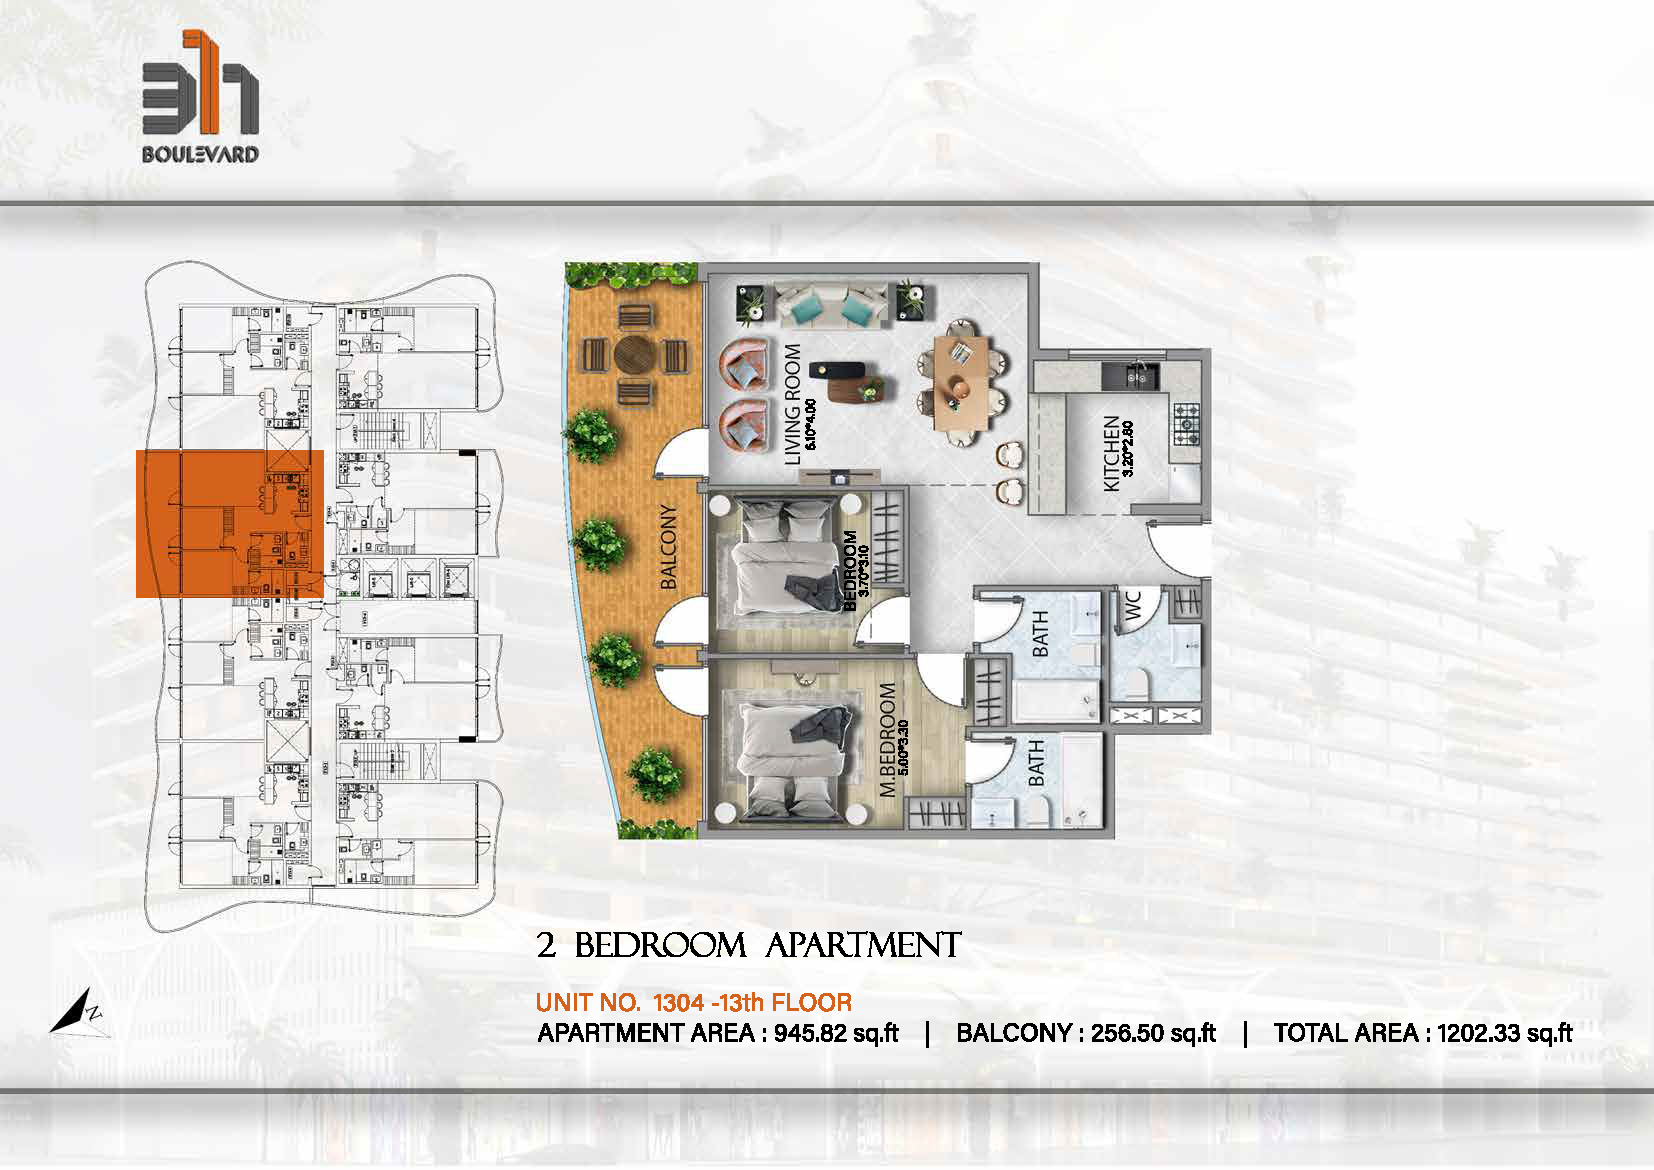 311
BOULEVARD
LIVING ROOM
6.10*4.00
KITCHEN
3.20*2.80
BALCONY
BEDROOM
3.70*3.10
BATH
WC
M.BEDROOM
5.00*3.30
BATH
2 BEDROOM APARTMENT
UNIT NO. 1304 -13th FLOOR
APARTMENT AREA : 945.82 sq.ft | BALCONY : 256.50 sq.ft | TOTAL AREA : 1202.33 sq.ft
N